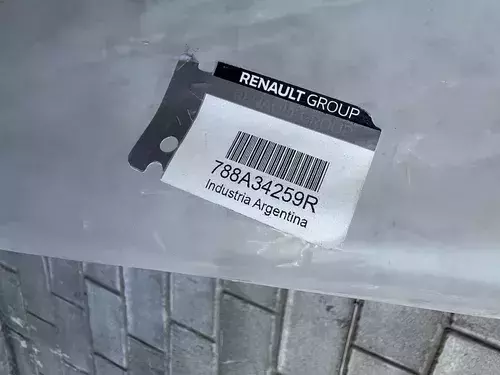 RENAULT GROUP
788A34259R
Industria Argentina